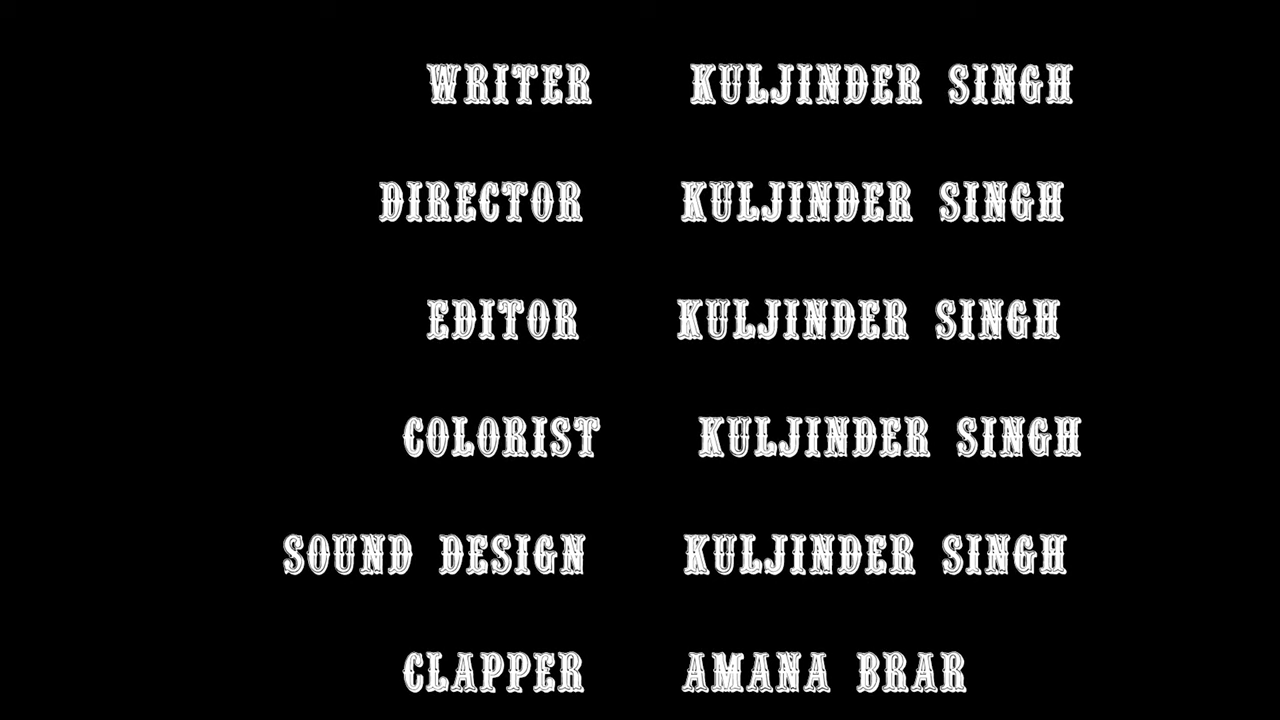 WRITER KULJINDER SINGH
DIRECTOR KULJINDER SINGH
EDITOR KULJINDER SINGH
COLORIST KULJINDER SINGH
SOUND DESIGN KULJINDER SINGH
CLAPPER AMANA BRAR